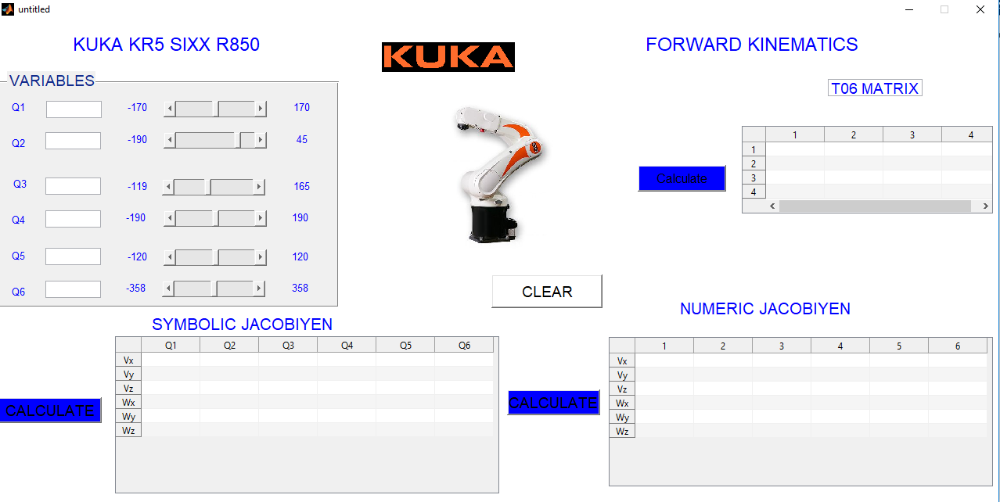 untitled
KUKA KR5 SIXX R850
KUKA
FORWARD KINEMATICS
VARIABLES
Q1 -170 170
Q2 -190 45
Q3 -119 165
Q4 -190 190
Q5 -120 120
Q6 -358 358
T06 MATRIX
1 2 3 4
1
2
3
4
Calculate
CLEAR
SYMBOLIC JACOBIYEN
Q1 Q2 Q3 Q4 Q5 Q6
Vx
Vy
Vz
Wx
Wy
Wz
CALCULATE
NUMERIC JACOBIYEN
1 2 3 4 5 6
Vx
Vy
Vz
Wx
Wy
Wz
CALCULATE